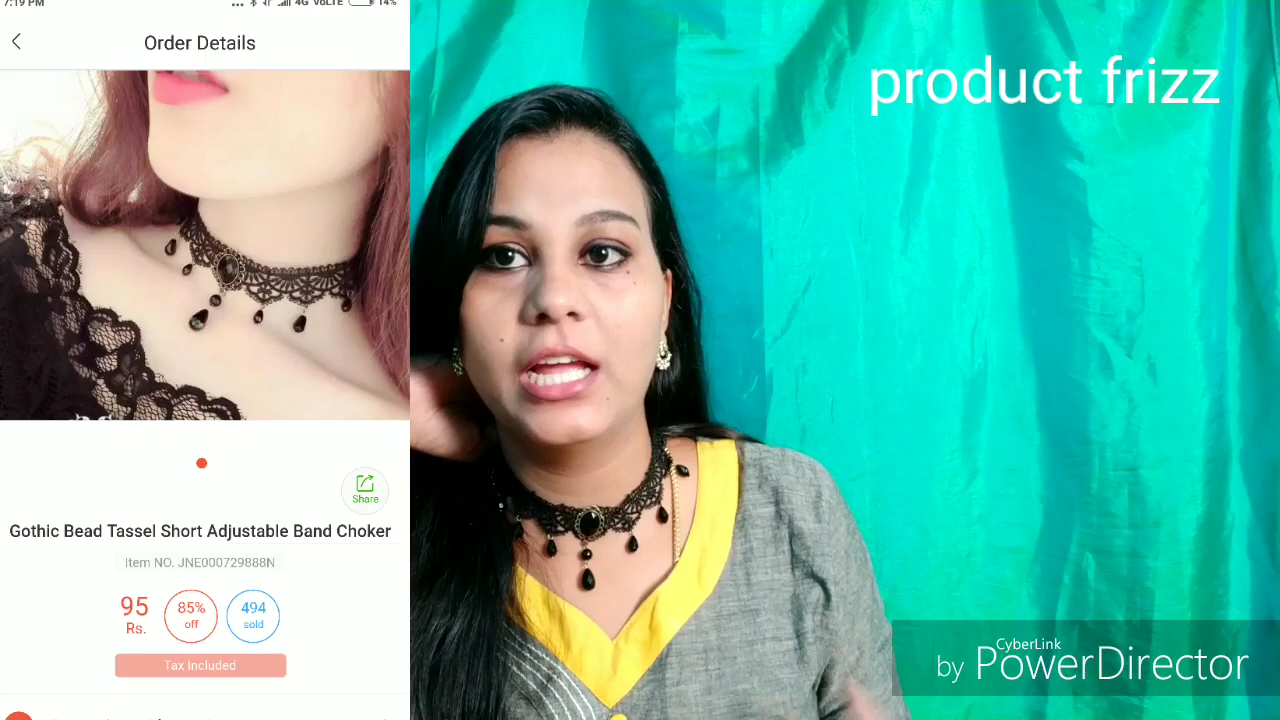 7:19 PM ... 4G VoLTE 14%
Order Details
product frizz
Share
Gothic Bead Tassel Short Adjustable Band Choker
Item NO. JNE000729888N
95 85% 494
Rs. off sold
Tax Included
CyberLink
by PowerDirector